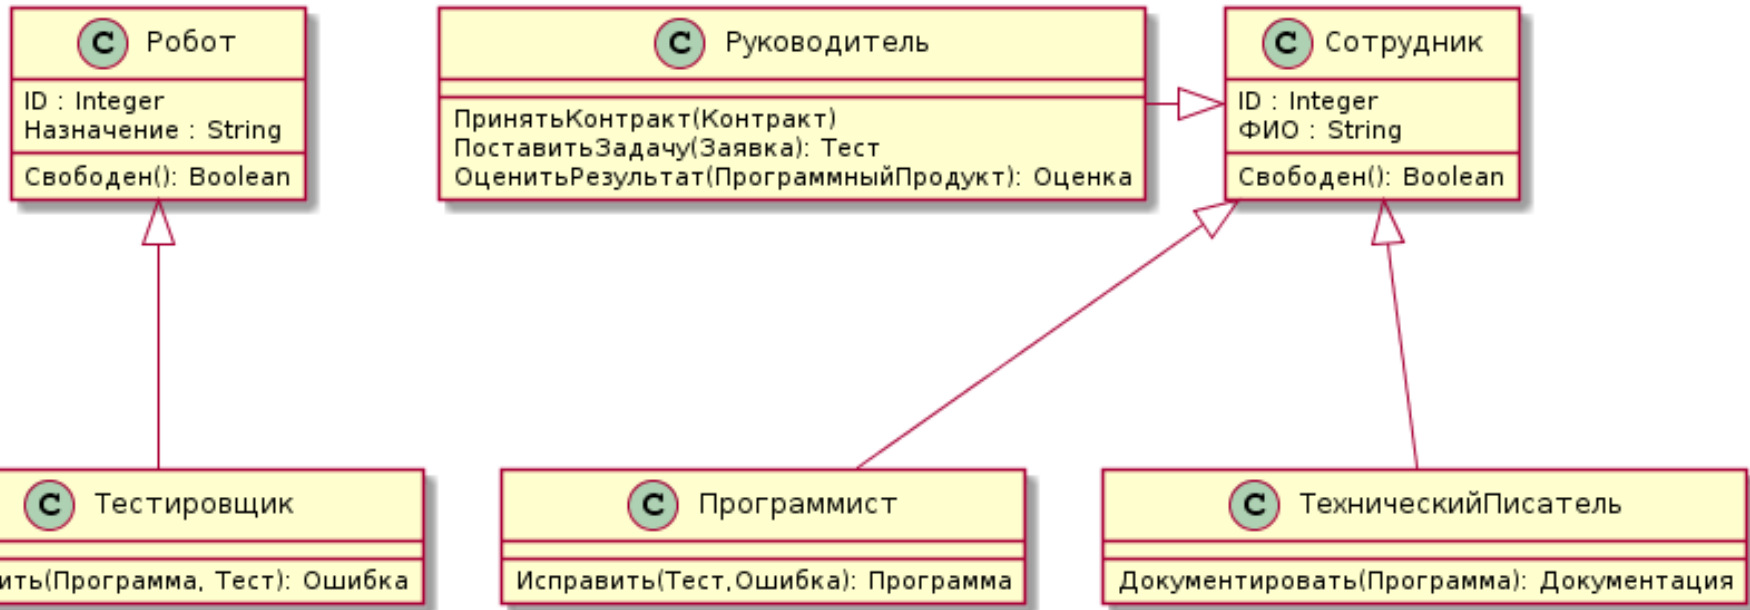 C Робот
ID : Integer
Назначение : String
Свободен(): Boolean
C Руководитель
ПринятьКонтракт(Контракт)
ПоставитьЗадачу(Заявка): Тест
ОценитьРезультат(ПрограммныйПродукт): Оценка
C Сотрудник
ID : Integer
ФИО : String
Свободен(): Boolean
C Тестировщик
ить(Программа, Тест): Ошибка
C Программист
Исправить(Тест,Ошибка): Программа
C ТехническийПисатель
Документировать(Программа): Документация